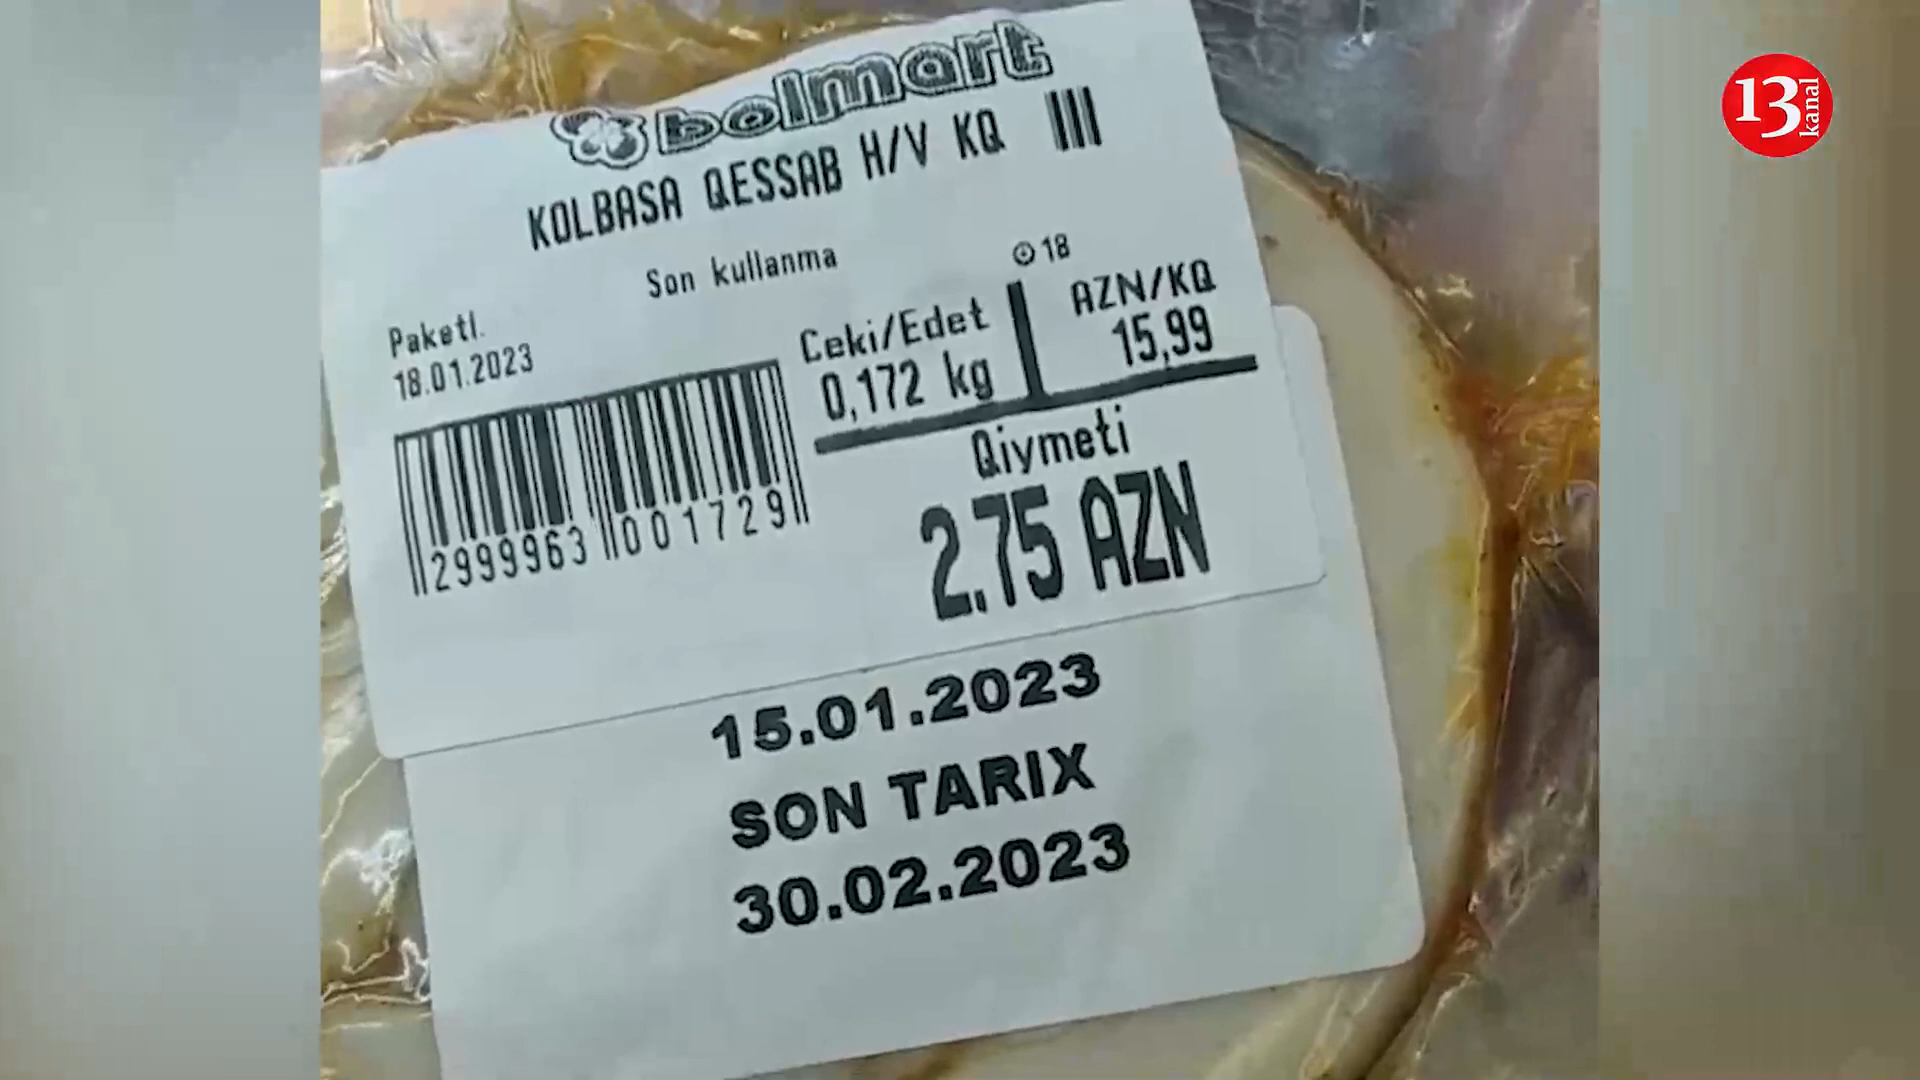 bolmart
KOLBASA QESSAB H/V KQ
Son kullanma
18
Paketl.
18.01.2023
Ceki/Edet
0,172 kg
AZN/KQ
15,99
2999963 001729
Qiymeti
2.75 AZN
15.01.2023
SON TARIX
30.02.2023
13 kanal